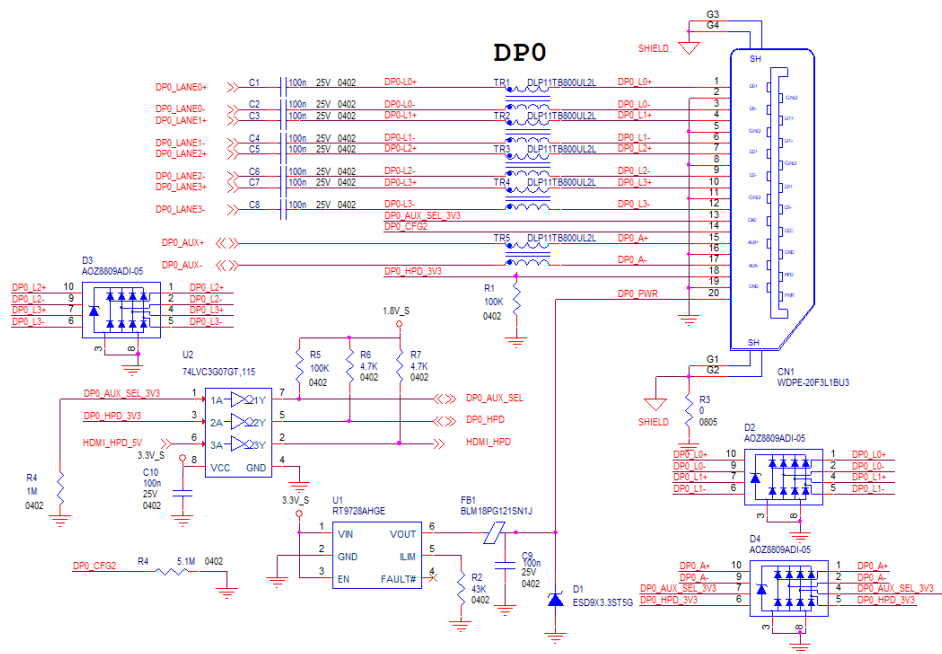 G3
G4
SHIELD
DP0
SH
DP0_LANE0+ C1 100n 25V 0402 DP0-L0+ TR1 DLP11TB800UL2L DP0_L0+ 1
2
DP0_LANE0- C2 100n 25V 0402 DP0-L0- DP0_L0- 3
DP0_LANE1+ C3 100n 25V 0402 DP0-L1+ TR2 DLP11TB800UL2L DP0_L1+ 4
5
DP0_LANE1- C4 100n 25V 0402 DP0-L1- DP0_L1- 6
DP0_LANE2+ C5 100n 25V 0402 DP0-L2+ TR3 DLP11TB800UL2L DP0_L2+ 7
8
DP0_LANE2- C6 100n 25V 0402 DP0-L2- DP0_L2- 9
DP0_LANE3+ C7 100n 25V 0402 DP0-L3+ TR4 DLP11TB800UL2L DP0_L3+ 10
11
DP0_LANE3- C8 100n 25V 0402 DP0-L3- DP0_L3- 12
DP0_AUX_SEL_3V3 13
DP0_CFG2 14
DP0_AUX+ TR5 DLP11TB800UL2L DP0_A+ 15
16
DP0_AUX- DP0_A- 17
DP0_HPD_3V3 18
19
DP0_PWR 20
R1
100K
0402
SH
G1
G2
CN1
WDPE-20F3L1BU3
SHIELD
R3
0
0805
D3
AOZ8809ADI-05
DP0_L2+ 10 1 DP0_L2+
DP0_L2- 9 2 DP0_L2-
DP0_L3+ 7 4 DP0_L3+
DP0_L3- 6 5 DP0_L3-
3 8
1.8V_S
U2
74LVC3G07GT,115
R5
100K
0402
R6
4.7K
0402
R7
4.7K
0402
DP0_AUX_SEL_3V3 1 1A 1Y 7 DP0_AUX_SEL
DP0_HPD_3V3 3 2A 2Y 5 DP0_HPD
HDMI_HPD_5V 6 3A 3Y 2 HDMI_HPD
3.3V_S
8 VCC GND 4
C10
100n
25V
0402
R4
1M
0402
D2
AOZ8809ADI-05
DP0_L0+ 10 1 DP0_L0+
DP0_L0- 9 2 DP0_L0-
DP0_L1+ 7 4 DP0_L1+
DP0_L1- 6 5 DP0_L1-
3 8
3.3V_S
U1
RT9728AHGE
FB1
BLM18PG121SN1J
1 VIN VOUT 6
2 GND ILIM 5
3 EN FAULT# 4
C9
100n
25V
0402
R2
43K
0402
D1
ESD9X3.3ST5G
DP0_CFG2 R4 5.1M 0402
D4
AOZ8809ADI-05
DP0_A+ 10 1 DP0_A+
DP0_A- 9 2 DP0_A-
DP0_AUX_SEL_3V3 7 4 DP0_AUX_SEL_3V3
DP0_HPD_3V3 6 5 DP0_HPD_3V3
3 8